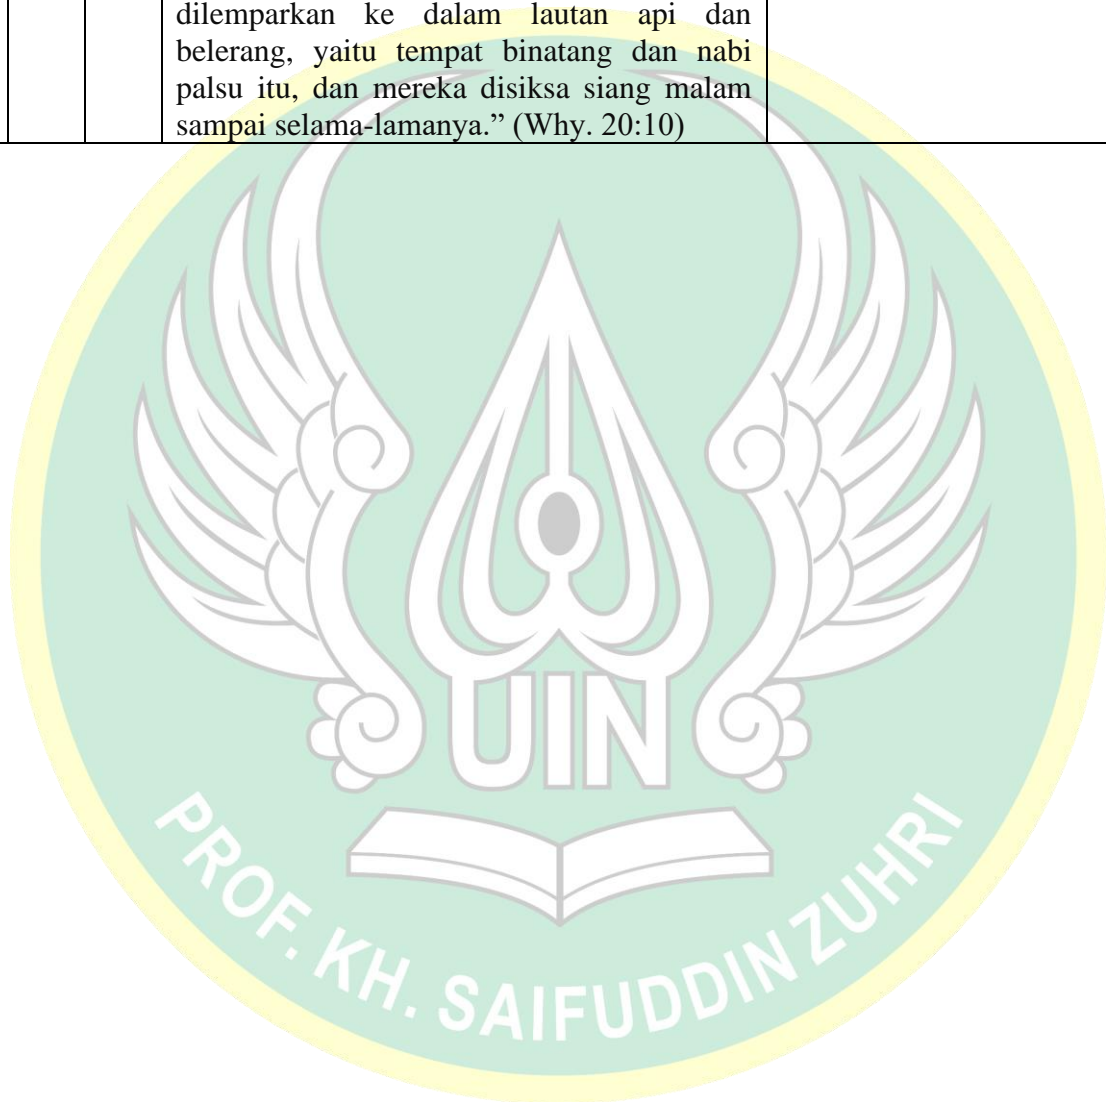 dilemparkan ke dalam lautan api dan
belerang, yaitu tempat binatang dan nabi
palsu itu, dan mereka disiksa siang malam
sampai selama-lamanya.” (Why. 20:10)
UIN
PROF. KH. SAIFUDDIN ZUHRI